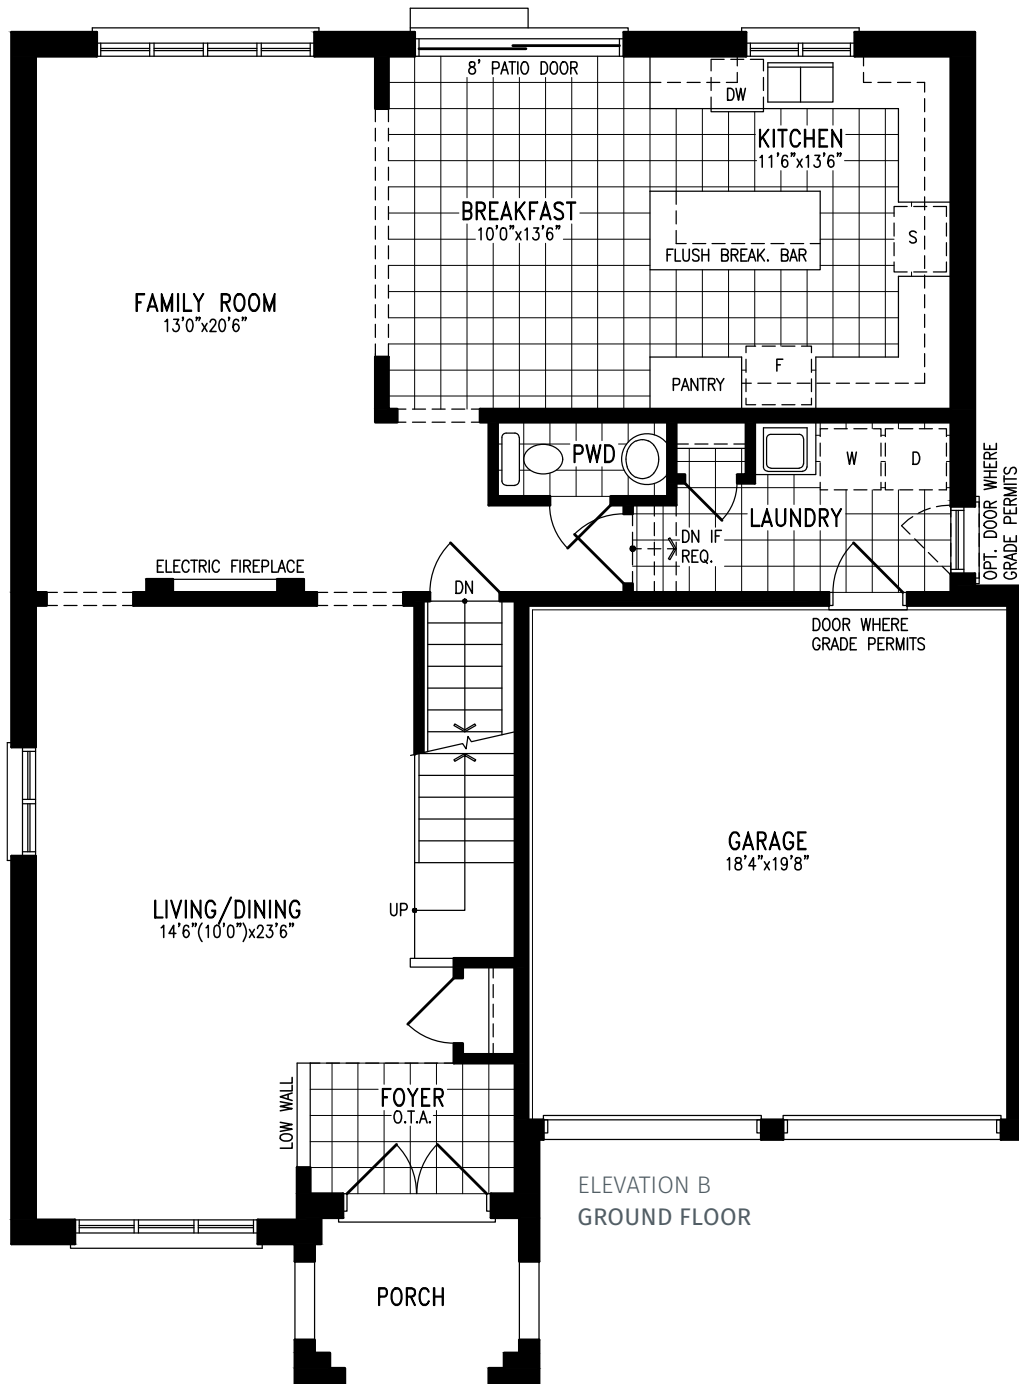 8' PATIO DOOR
DW
KITCHEN
11'6"x13'6"
BREAKFAST
10'0"x13'6"
S
FLUSH BREAK. BAR
FAMILY ROOM
13'0"x20'6"
F
PANTRY
PWD
W
D
LAUNDRY
OPT. DOOR WHERE
GRADE PERMITS
DN IF
REQ.
ELECTRIC FIREPLACE
DN
DOOR WHERE
GRADE PERMITS
GARAGE
18'4"x19'8"
LIVING/DINING
14'6"(10'0")x23'6"
UP
LOW WALL
FOYER
O.T.A.
ELEVATION B
GROUND FLOOR
PORCH